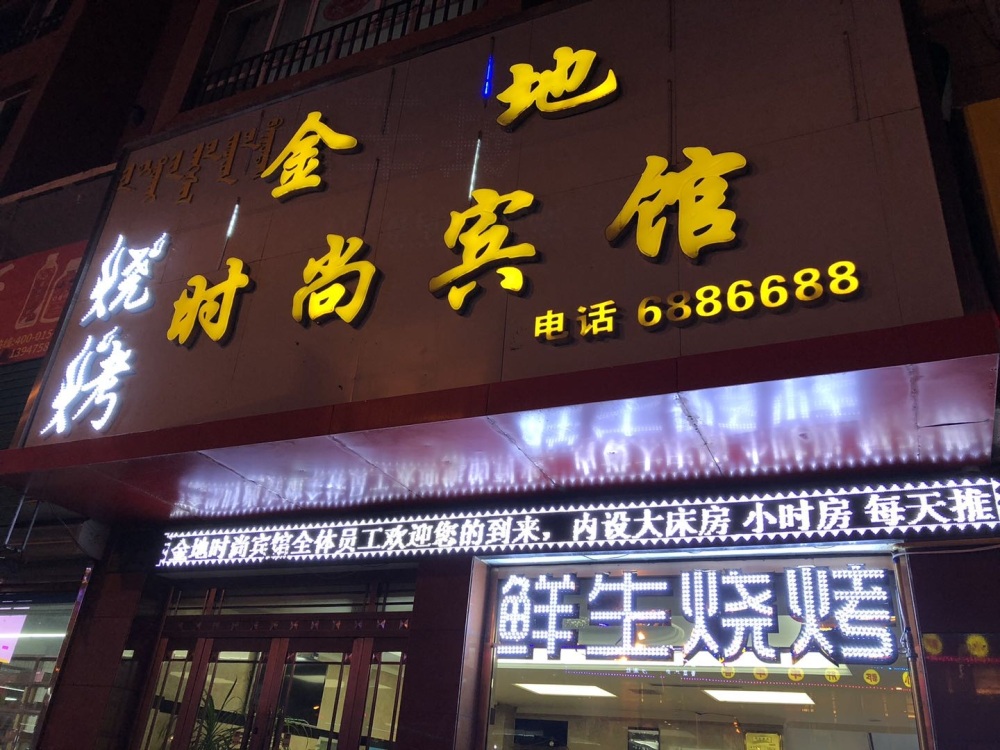 金地
时尚宾馆
烧烤
电话 6886688
金地时尚宾馆全体员工欢迎您的到来，内设大床房 小时房 每天推
鲜生烧烤